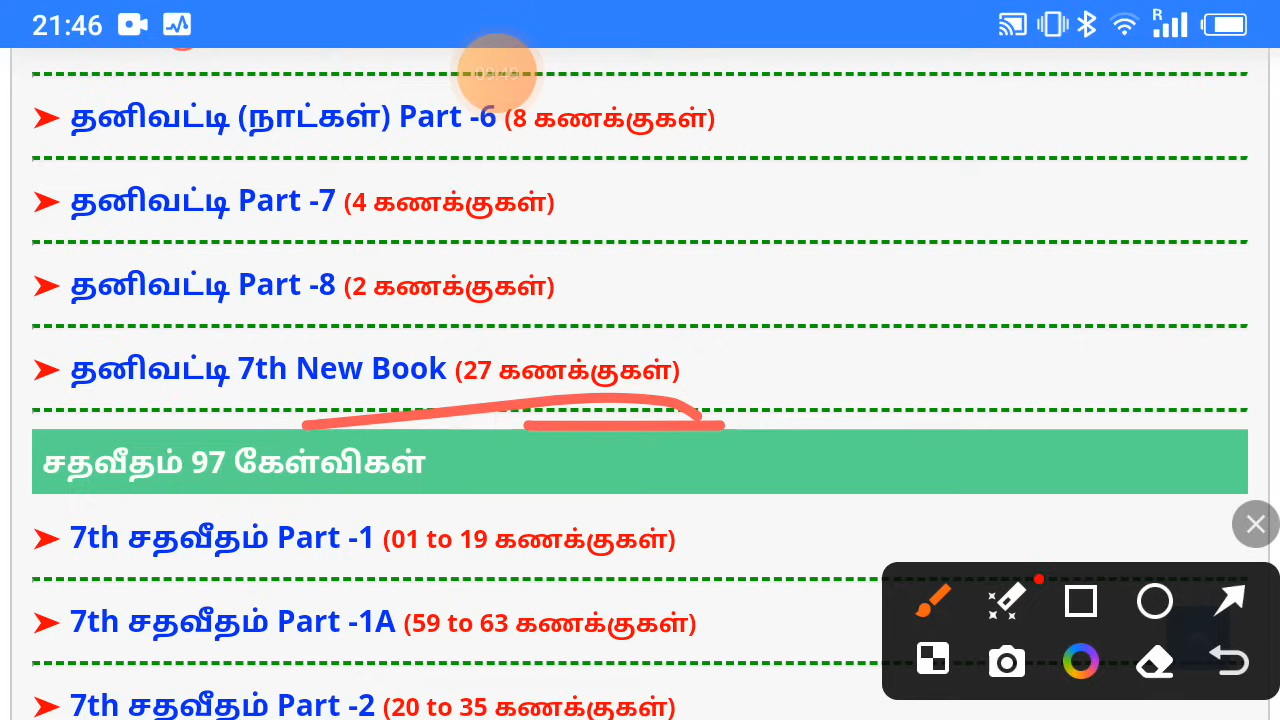 21:46
தனிவட்டி (நாட்கள்) Part -6 (8 கணக்குகள்)
தனிவட்டி Part -7 (4 கணக்குகள்)
தனிவட்டி Part -8 (2 கணக்குகள்)
தனிவட்டி 7th New Book (27 கணக்குகள்)
சதவீதம் 97 கேள்விகள்
7th சதவீதம் Part -1 (01 to 19 கணக்குகள்)
7th சதவீதம் Part -1A (59 to 63 கணக்குகள்)
7th சதவீதம் Part -2 (20 to 35 கணக்குகள்)